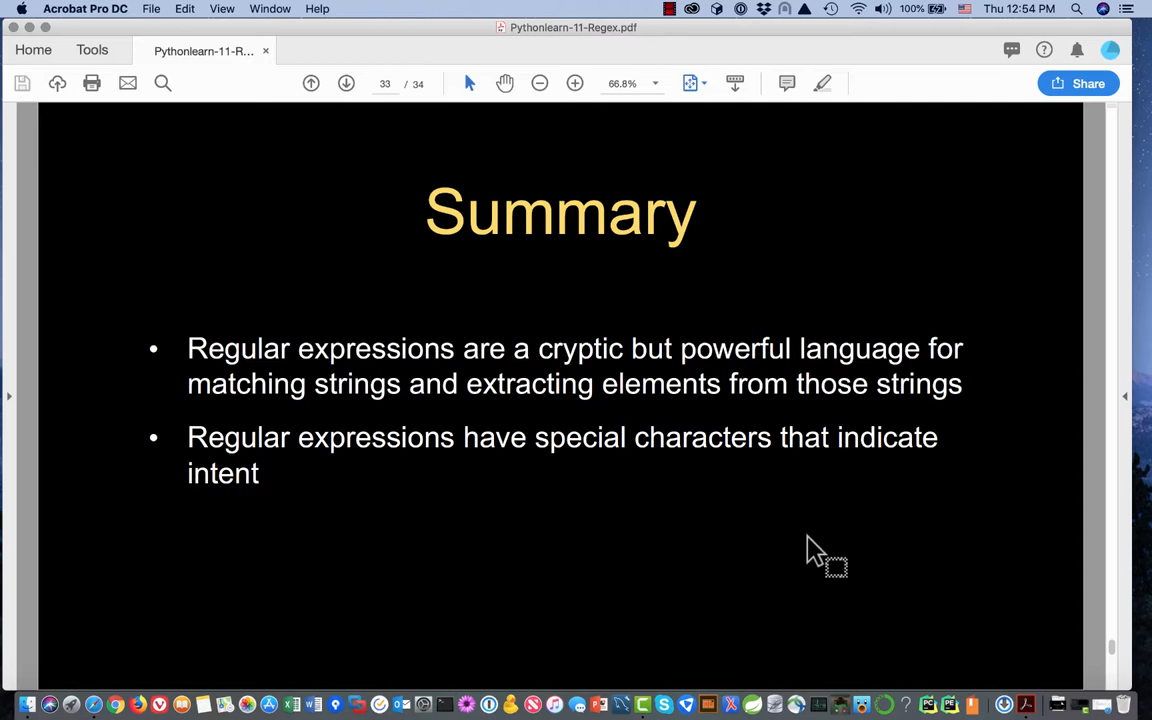 Acrobat Pro DC File Edit View Window Help 100% Thu 12:54 PM
Pythonlearn-11-Regex.pdf
Home Tools Pythonlearn-11-R... ×
33 / 34 66.8% Share
Summary
• Regular expressions are a cryptic but powerful language for
matching strings and extracting elements from those strings
• Regular expressions have special characters that indicate
intent